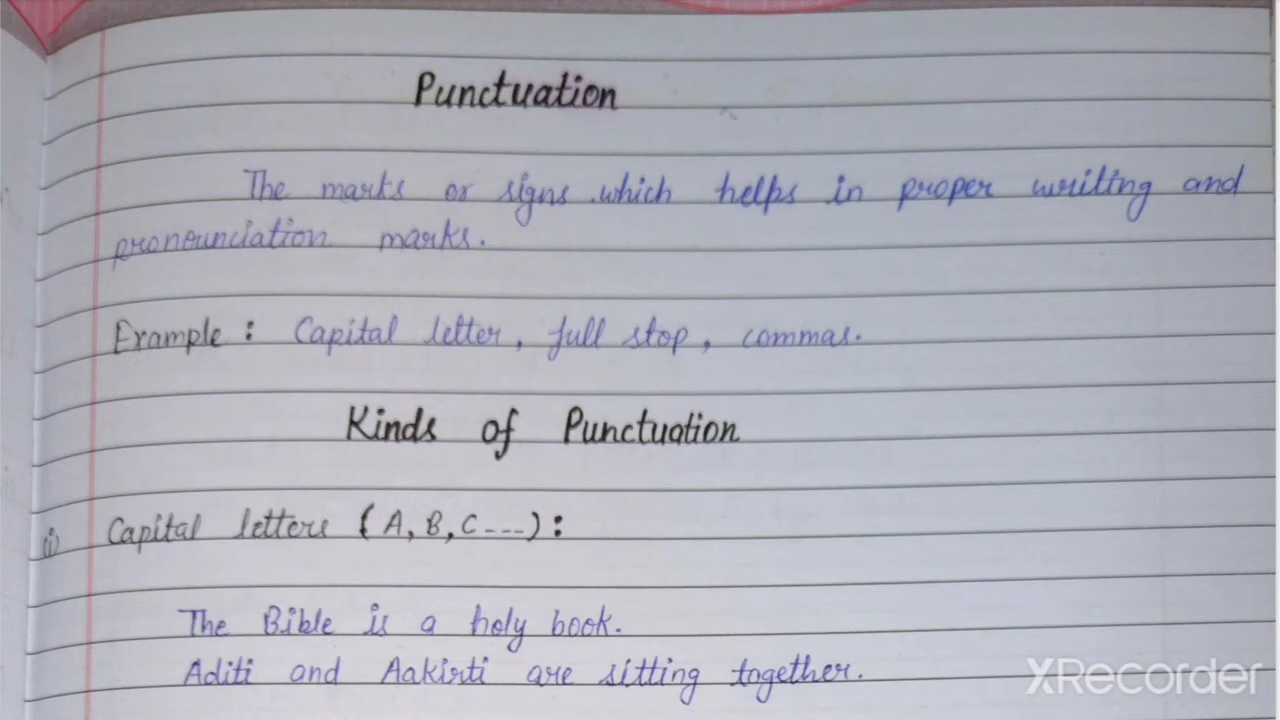 Punctuation
The marks or signs which helps in proper writing and
pronounciation marks.
Example : Capital letter, full stop, commas.
Kinds of Punctuation
(i) Capital letters (A, B, C ---) :
The Bible is a holy book.
Aditi and Aakirti are sitting together.
XRecorder